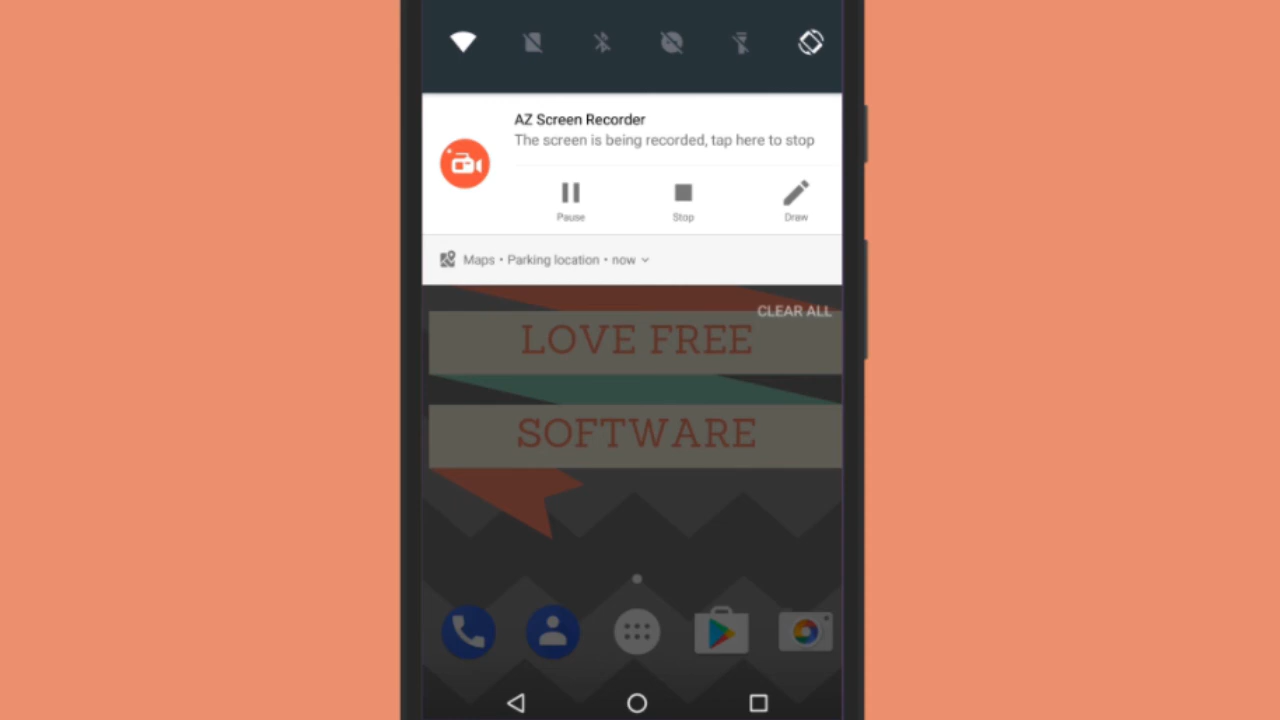 AZ Screen Recorder
The screen is being recorded, tap here to stop
Pause Stop Draw
Maps • Parking location • now
CLEAR ALL
LOVE FREE
SOFTWARE